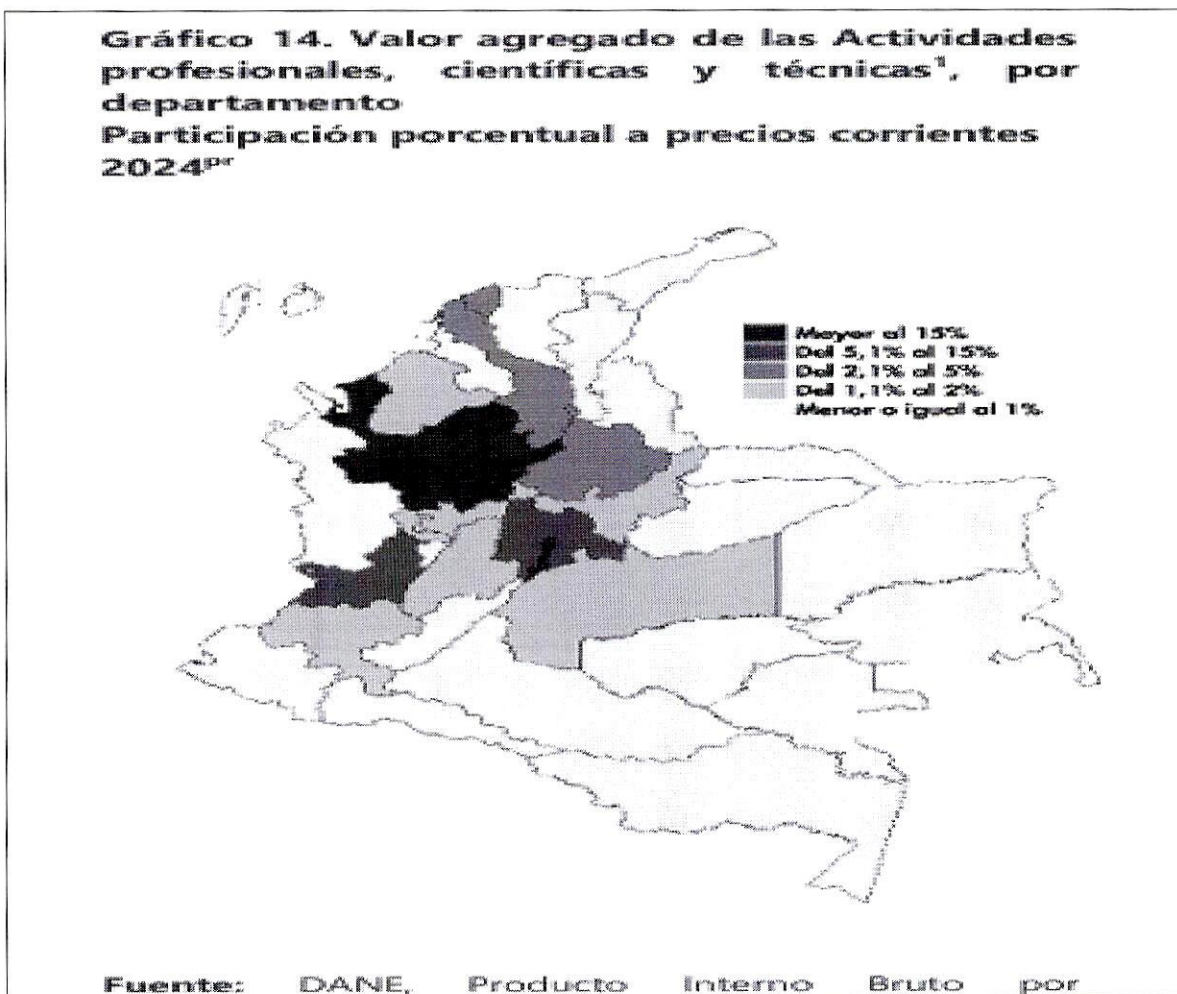 Gráfico 14. Valor agregado de las Actividades
profesionales, científicas y técnicas¹, por
departamento
Participación porcentual a precios corrientes
2024ᵖʳ
Mayor al 15%
Del 5,1% al 15%
Del 2,1% al 5%
Del 1,1% al 2%
Menor o igual al 1%
Fuente: DANE, Producto Interno Bruto por